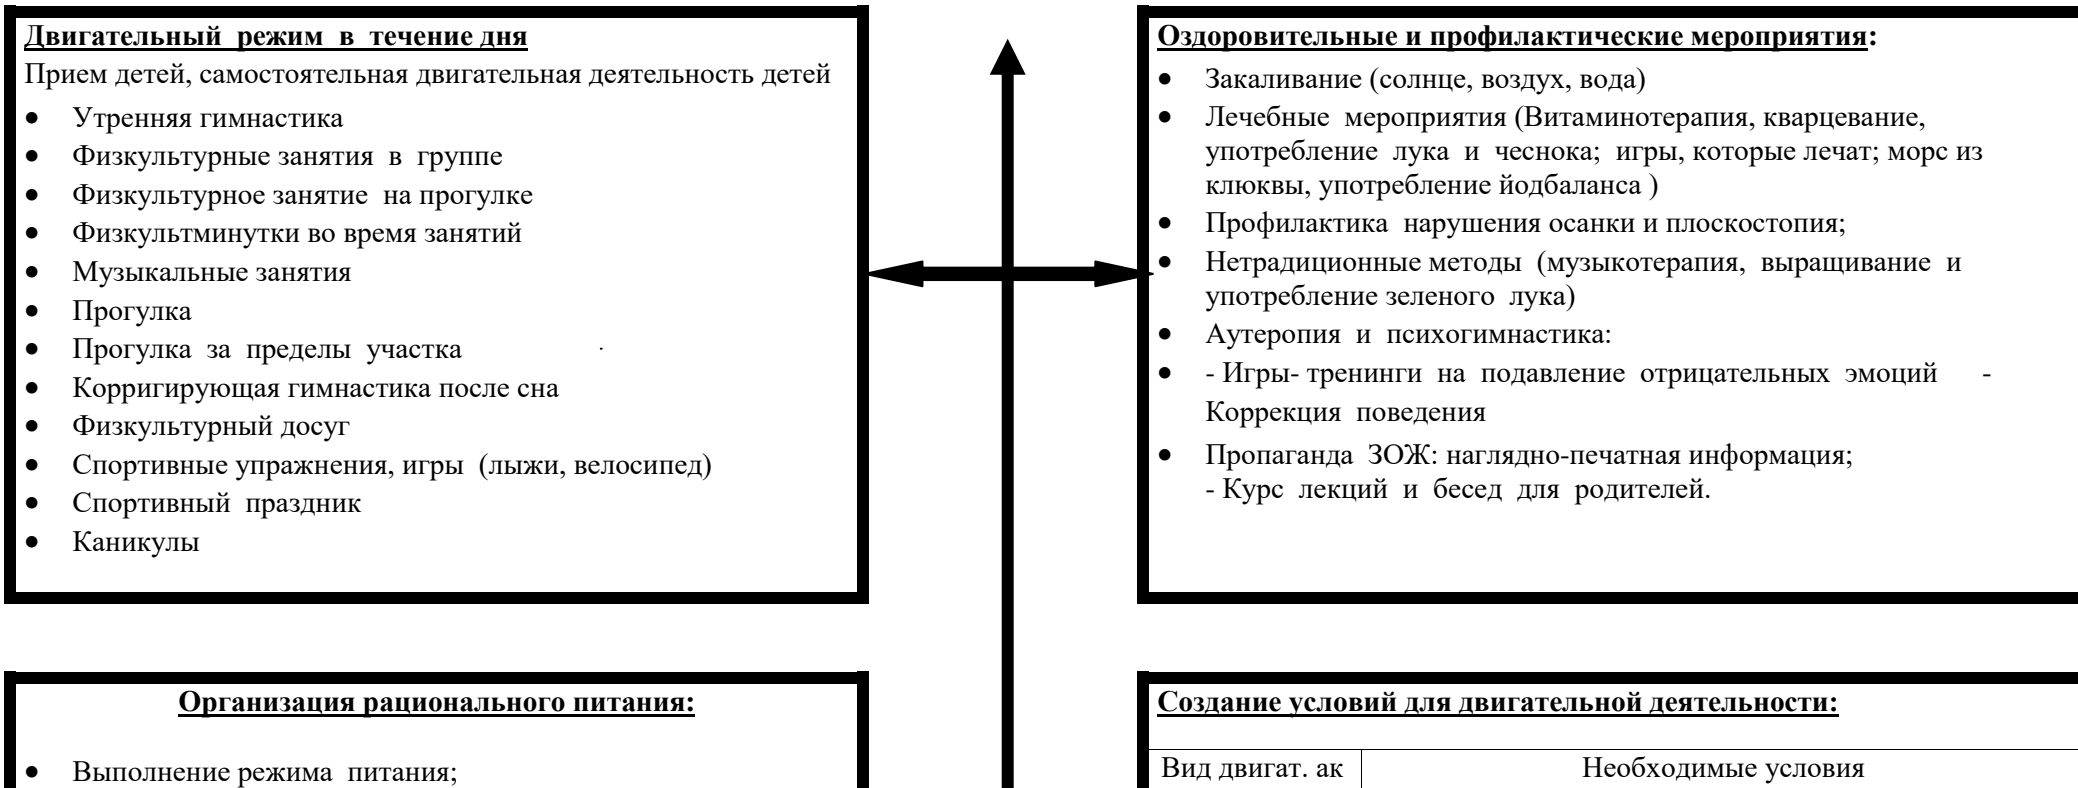 Двигательный режим в течение дня
Прием детей, самостоятельная двигательная деятельность детей
• Утренняя гимнастика
• Физкультурные занятия в группе
• Физкультурное занятие на прогулке
• Физкультминутки во время занятий
• Музыкальные занятия
• Прогулка
• Прогулка за пределы участка .
• Корригирующая гимнастика после сна
• Физкультурный досуг
• Спортивные упражнения, игры (лыжи, велосипед)
• Спортивный праздник
• Каникулы
Оздоровительные и профилактические мероприятия:
• Закаливание (солнце, воздух, вода)
• Лечебные мероприятия (Витаминотерапия, кварцевание,
употребление лука и чеснока; игры, которые лечат; морс из
клюквы, употребление йодбаланса )
• Профилактика нарушения осанки и плоскостопия;
• Нетрадиционные методы (музыкотерапия, выращивание и
употребление зеленого лука)
• Аутеропия и психогимнастика:
• - Игры- тренинги на подавление отрицательных эмоций -
Коррекция поведения
• Пропаганда ЗОЖ: наглядно-печатная информация;
- Курс лекций и бесед для родителей.
Организация рационального питания:
• Выполнение режима питания;
Создание условий для двигательной деятельности:
Вид двигат. ак
Необходимые условия